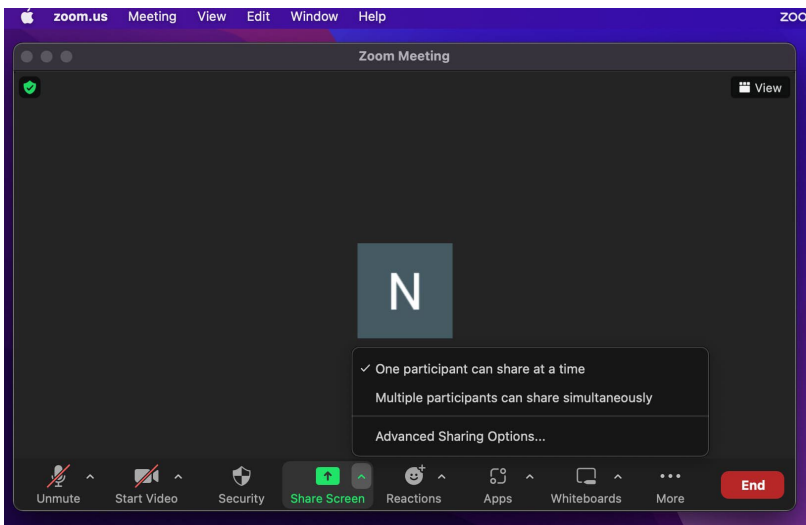 zoom.us Meeting View Edit Window Help
Zoom Meeting
View
N
One participant can share at a time
Multiple participants can share simultaneously
Advanced Sharing Options...
Unmute Start Video Security Share Screen Reactions Apps Whiteboards More End